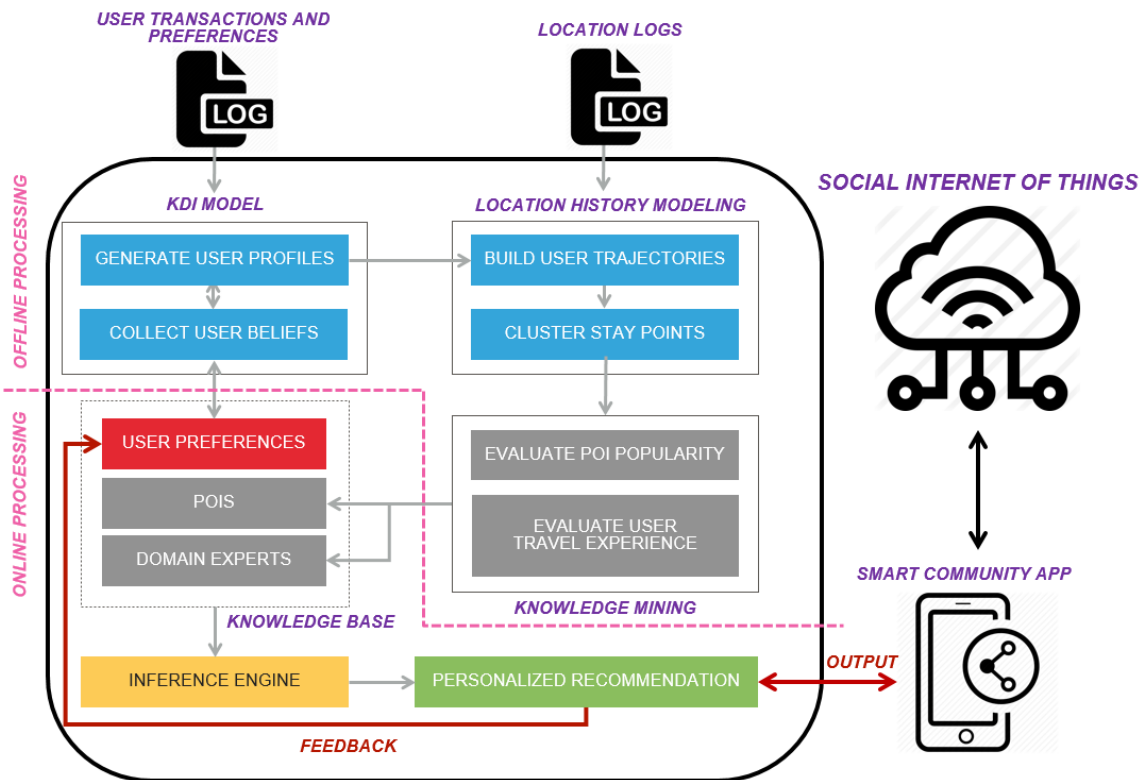 USER TRANSACTIONS AND
PREFERENCES
LOCATION LOGS
LOG
LOG
OFFLINE PROCESSING
KDI MODEL
LOCATION HISTORY MODELING
SOCIAL INTERNET OF THINGS
GENERATE USER PROFILES
BUILD USER TRAJECTORIES
COLLECT USER BELIEFS
CLUSTER STAY POINTS
ONLINE PROCESSING
USER PREFERENCES
EVALUATE POI POPULARITY
POIS
EVALUATE USER
TRAVEL EXPERIENCE
DOMAIN EXPERTS
SMART COMMUNITY APP
KNOWLEDGE BASE
KNOWLEDGE MINING
OUTPUT
INFERENCE ENGINE
PERSONALIZED RECOMMENDATION
FEEDBACK